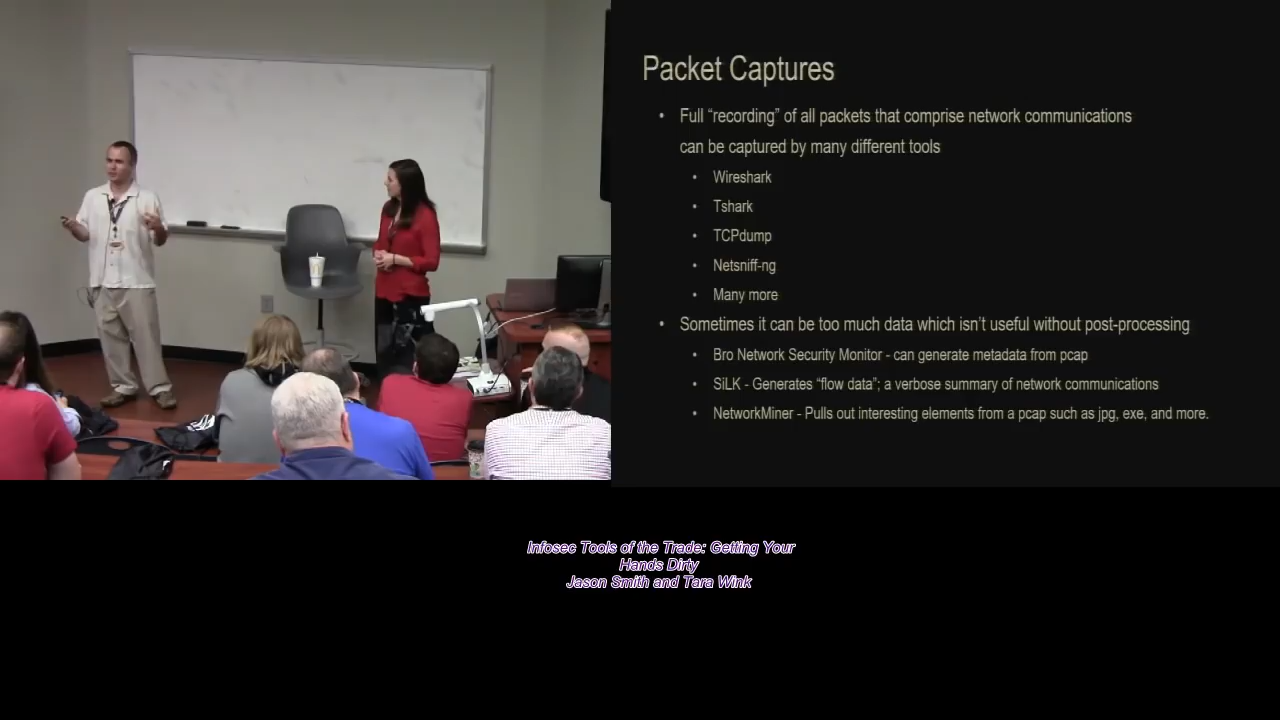 Packet Captures
• Full “recording” of all packets that comprise network communications
can be captured by many different tools
• Wireshark
• Tshark
• TCPdump
• Netsniff-ng
• Many more
• Sometimes it can be too much data which isn’t useful without post-processing
• Bro Network Security Monitor - can generate metadata from pcap
• SiLK - Generates “flow data”; a verbose summary of network communications
• NetworkMiner - Pulls out interesting elements from a pcap such as jpg, exe, and more.
Infosec Tools of the Trade: Getting Your
Hands Dirty
Jason Smith and Tara Wink